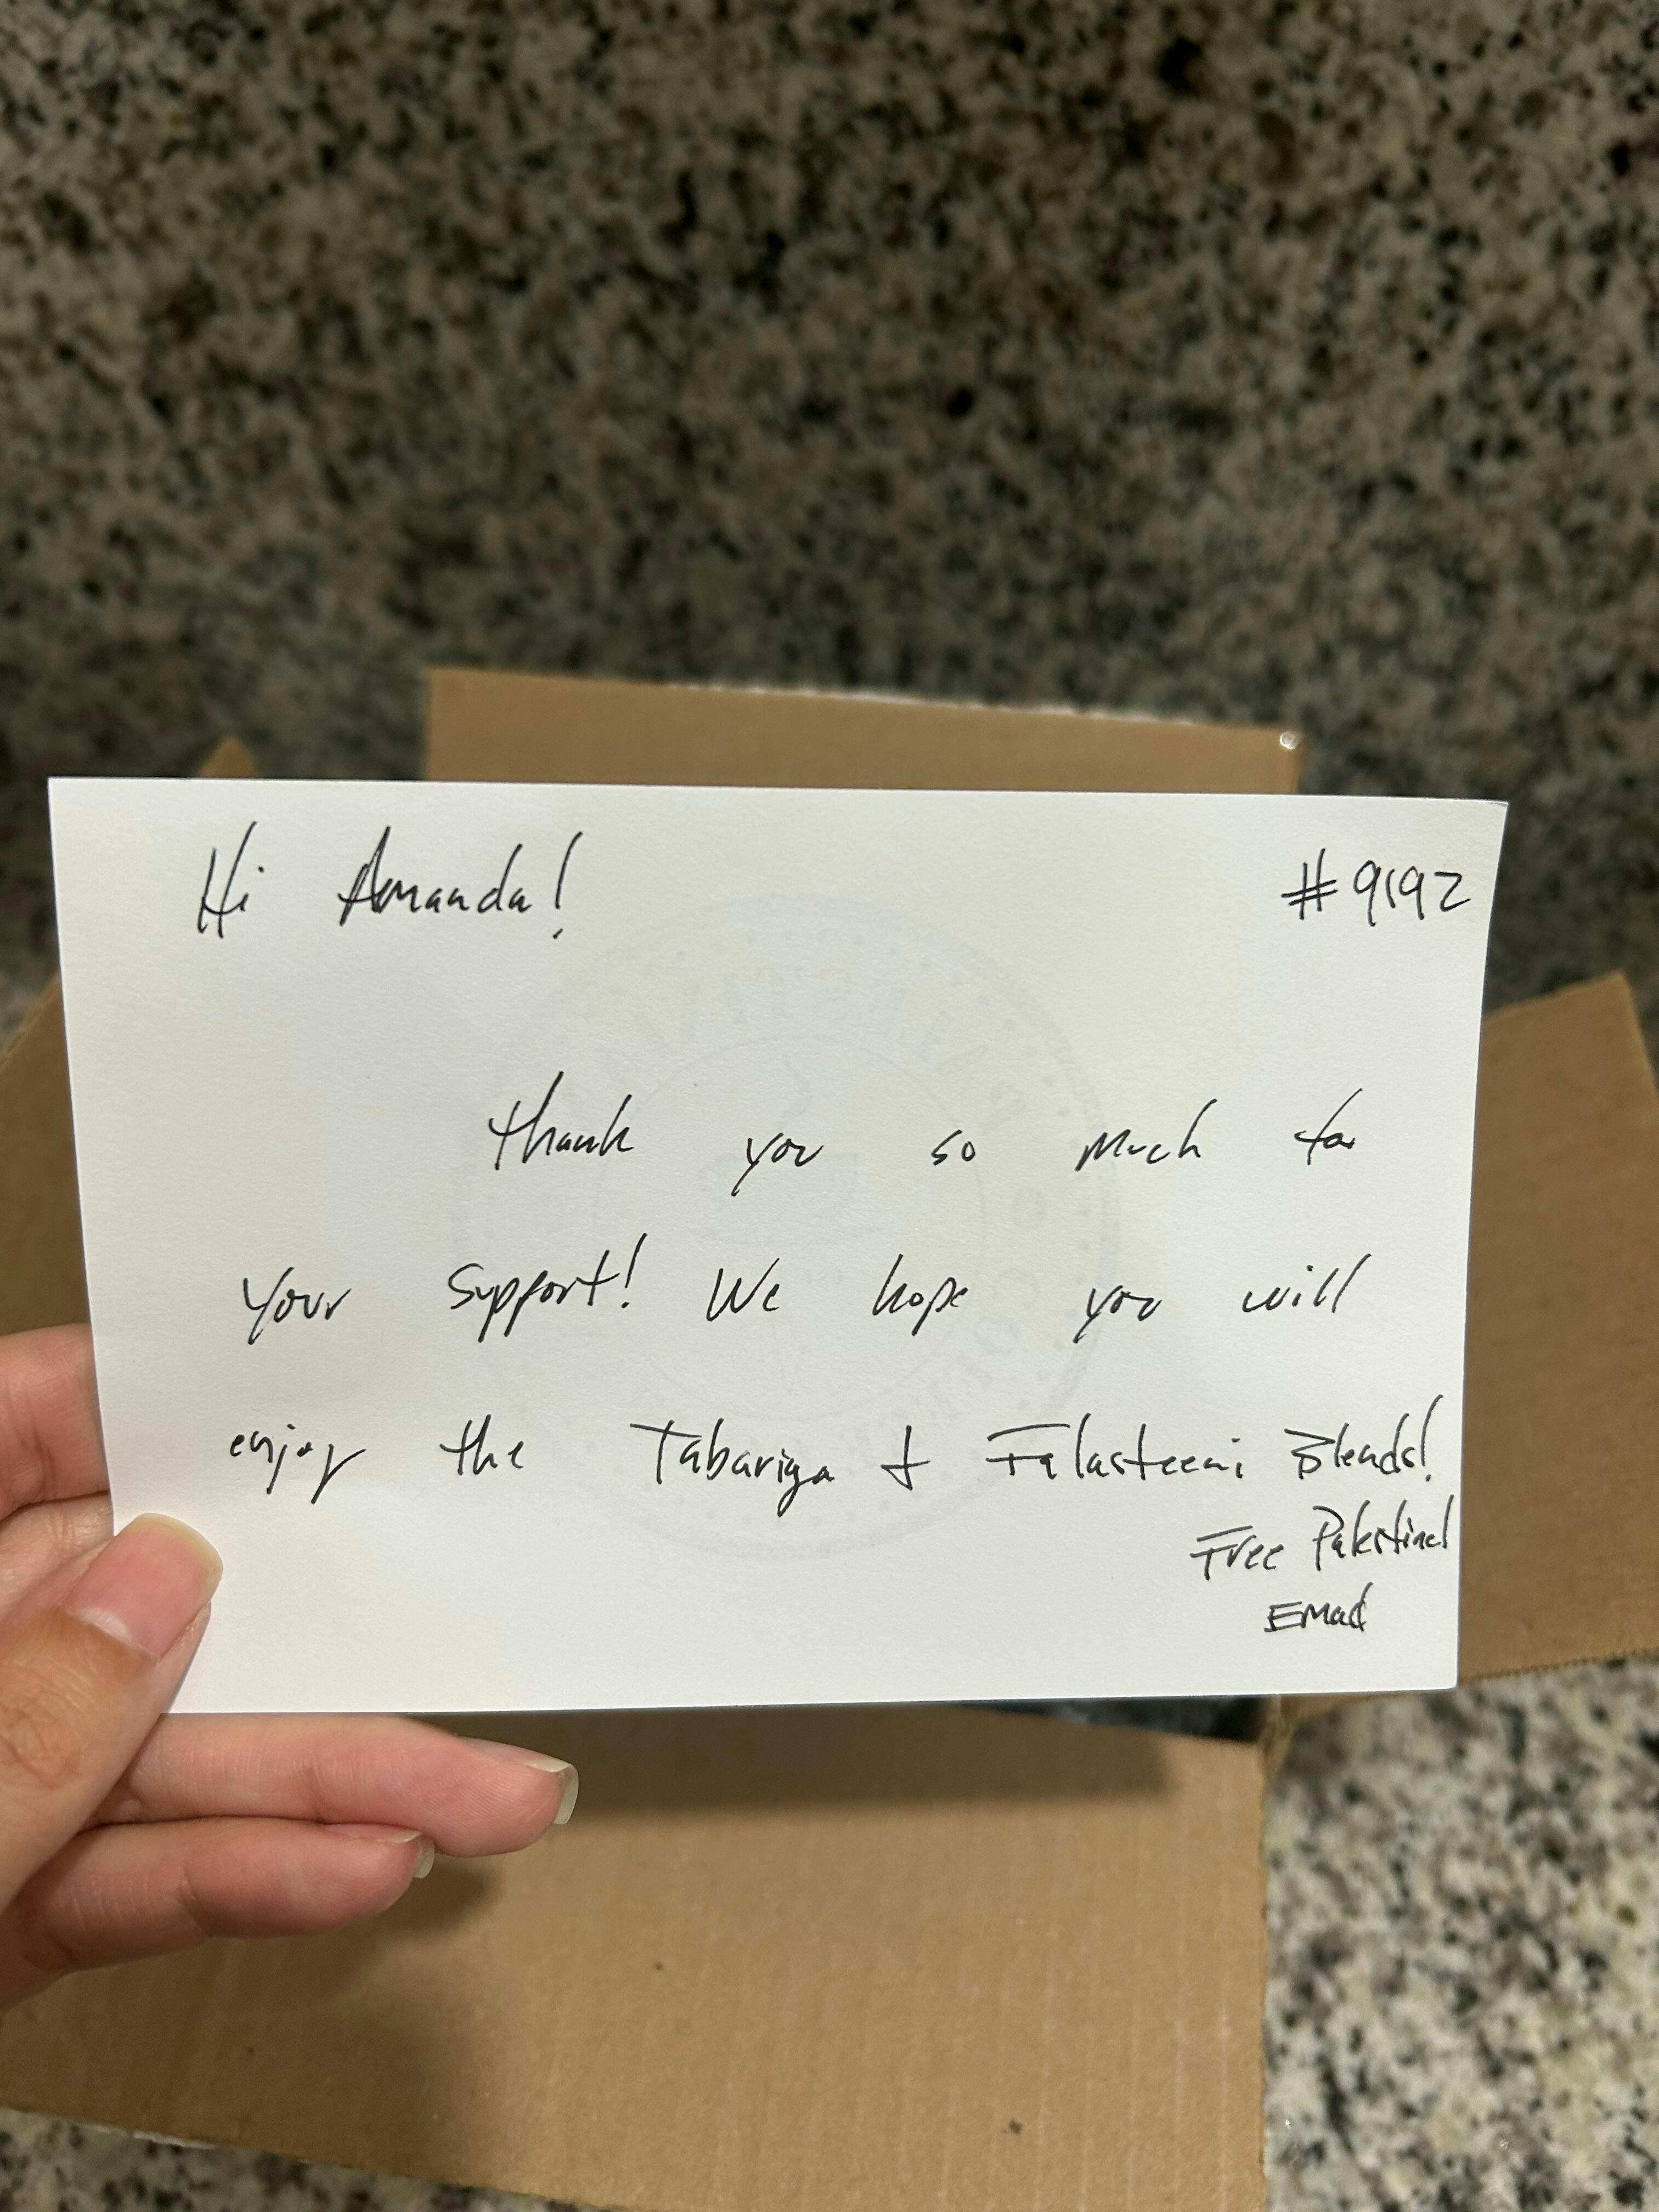 Hi Amanda!
#9192
Thank you so much for
your support! We hope you will
enjoy the Tabariya + Falasteeni Blends!
Free Palestine!
Emad